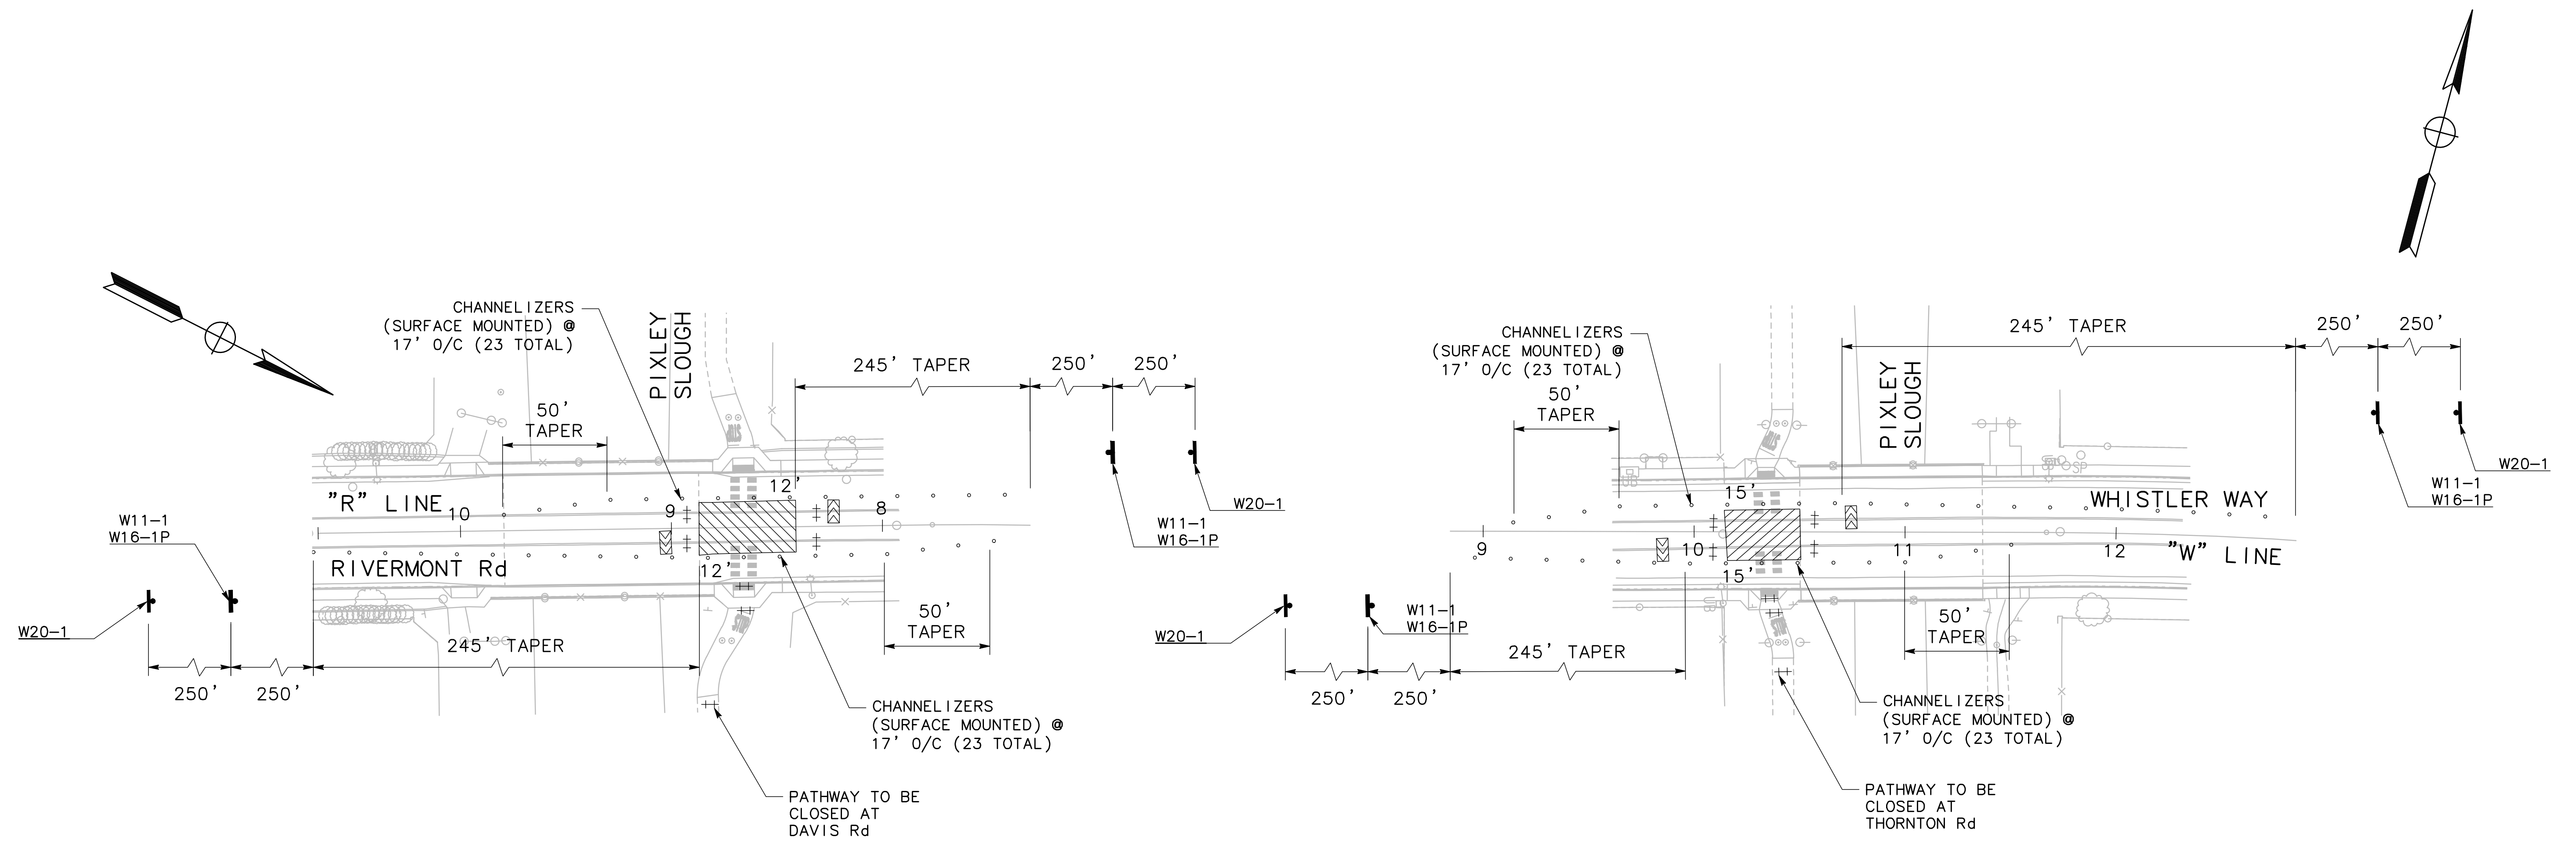 CHANNELIZERS
(SURFACE MOUNTED) @
17' O/C (23 TOTAL)
PIXLEY
SLOUGH
50'
TAPER
245' TAPER
250'
250'
"R" LINE
10
9
12'
8
W11-1
W16-1P
RIVERMONT Rd
12'
W20-1
W11-1
W16-1P
W20-1
245' TAPER
250'
250'
50'
TAPER
CHANNELIZERS
(SURFACE MOUNTED) @
17' O/C (23 TOTAL)
PATHWAY TO BE
CLOSED AT
DAVIS Rd
CHANNELIZERS
(SURFACE MOUNTED) @
17' O/C (23 TOTAL)
50'
TAPER
PIXLEY
SLOUGH
245' TAPER
250'
250'
W20-1
W11-1
W16-1P
15'
WHISTLER WAY
9
10
11
12
"W" LINE
15'
W11-1
W16-1P
W20-1
250'
250'
245' TAPER
50'
TAPER
CHANNELIZERS
(SURFACE MOUNTED) @
17' O/C (23 TOTAL)
PATHWAY TO BE
CLOSED AT
THORNTON Rd